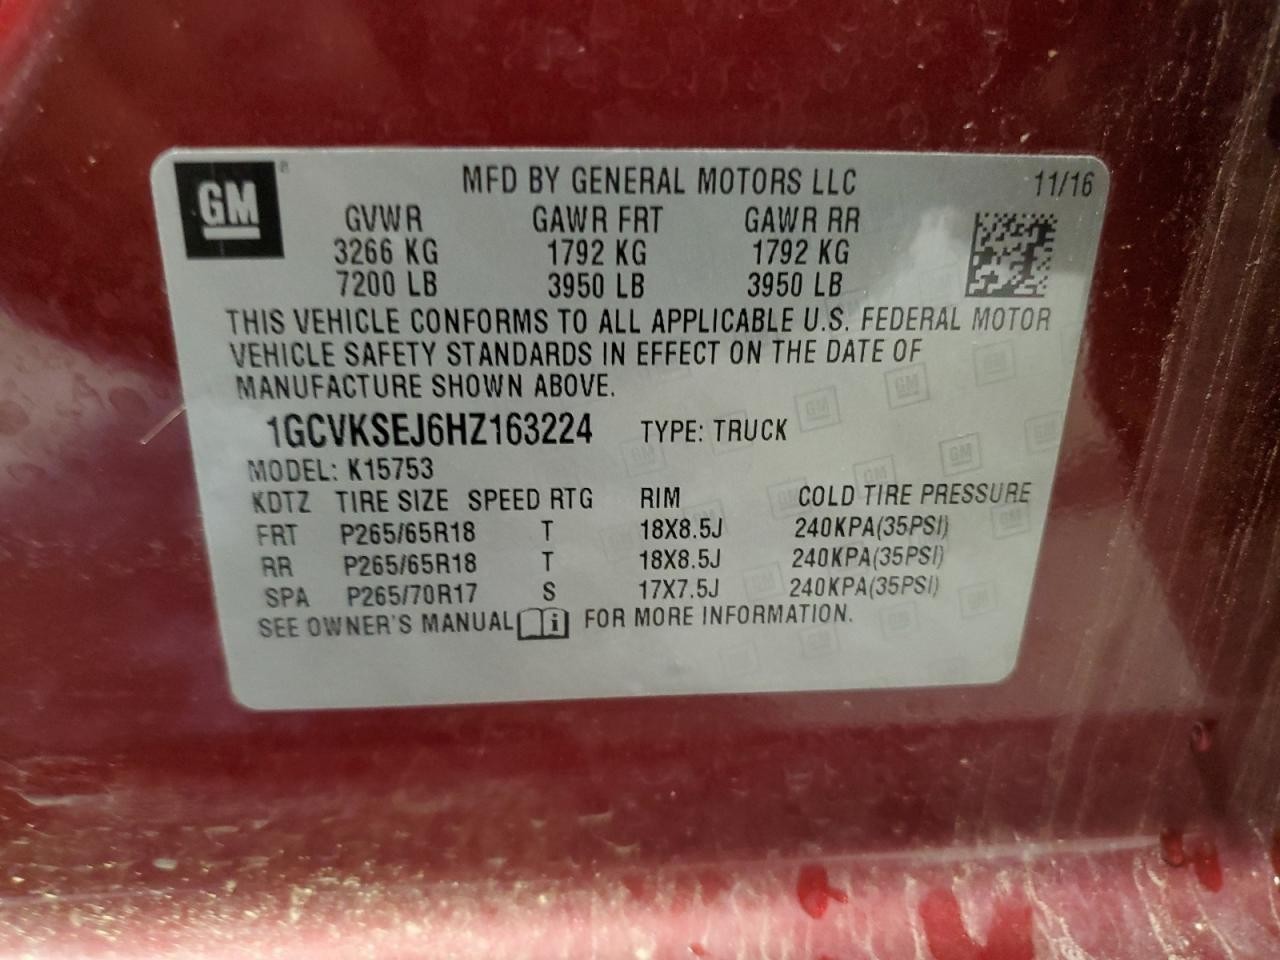 GM
MFD BY GENERAL MOTORS LLC 11/16
GVWR GAWR FRT GAWR RR
3266 KG 1792 KG 1792 KG
7200 LB 3950 LB 3950 LB
THIS VEHICLE CONFORMS TO ALL APPLICABLE U.S. FEDERAL MOTOR
VEHICLE SAFETY STANDARDS IN EFFECT ON THE DATE OF
MANUFACTURE SHOWN ABOVE.
1GCVKSEJ6HZ163224 TYPE: TRUCK
MODEL: K15753
KDTZ TIRE SIZE SPEED RTG RIM COLD TIRE PRESSURE
FRT P265/65R18 T 18X8.5J 240KPA(35PSI)
RR P265/65R18 T 18X8.5J 240KPA(35PSI)
SPA P265/70R17 S 17X7.5J 240KPA(35PSI)
SEE OWNER'S MANUAL i FOR MORE INFORMATION.